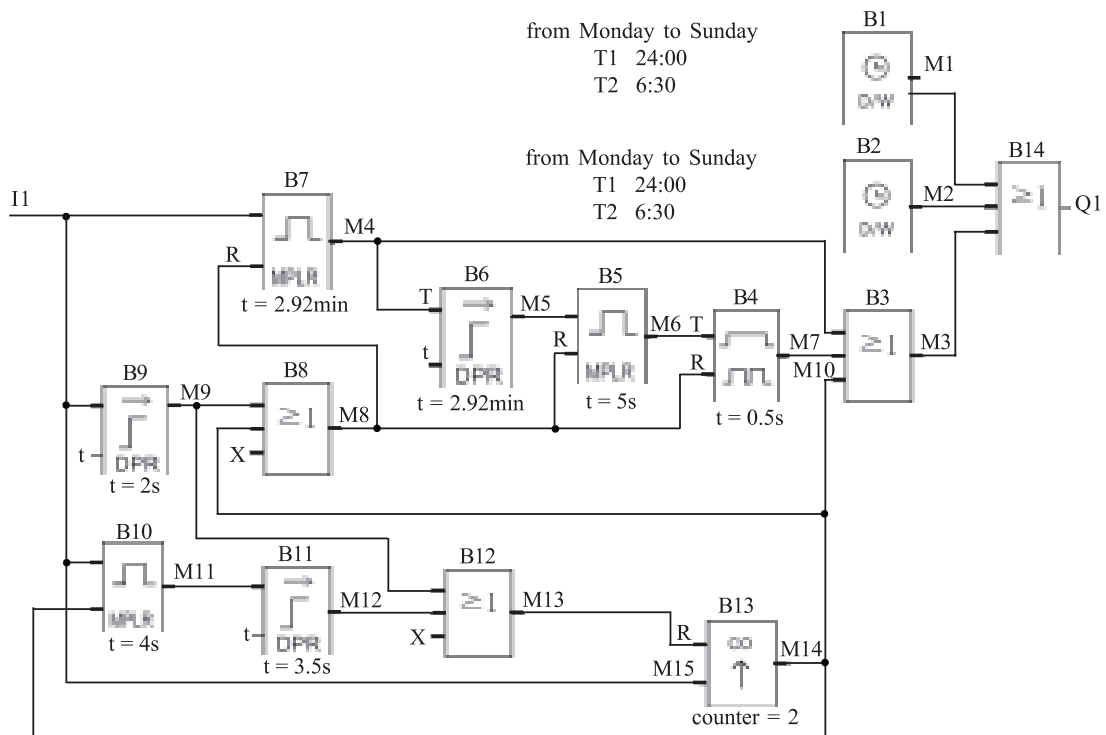 from Monday to Sunday
T1 24:00
T2 6:30
B1
M1
D/W
from Monday to Sunday
T1 24:00
T2 6:30
B2
M2
D/W
B14
≥1
Q1
I1
B7
M4
R
MPLR
t = 2.92min
B6
T
M5
t
DPR
t = 2.92min
B5
R
M6
MPLR
t = 5s
B4
T
R
M7
t = 0.5s
B3
≥1
M10
M3
B9
M9
t
DPR
t = 2s
B8
≥1
M8
X
B10
M11
MPLR
t = 4s
B11
M12
t
DPR
t = 3.5s
B12
≥1
M13
X
B13
R
∞
M14
M15
↑
counter = 2